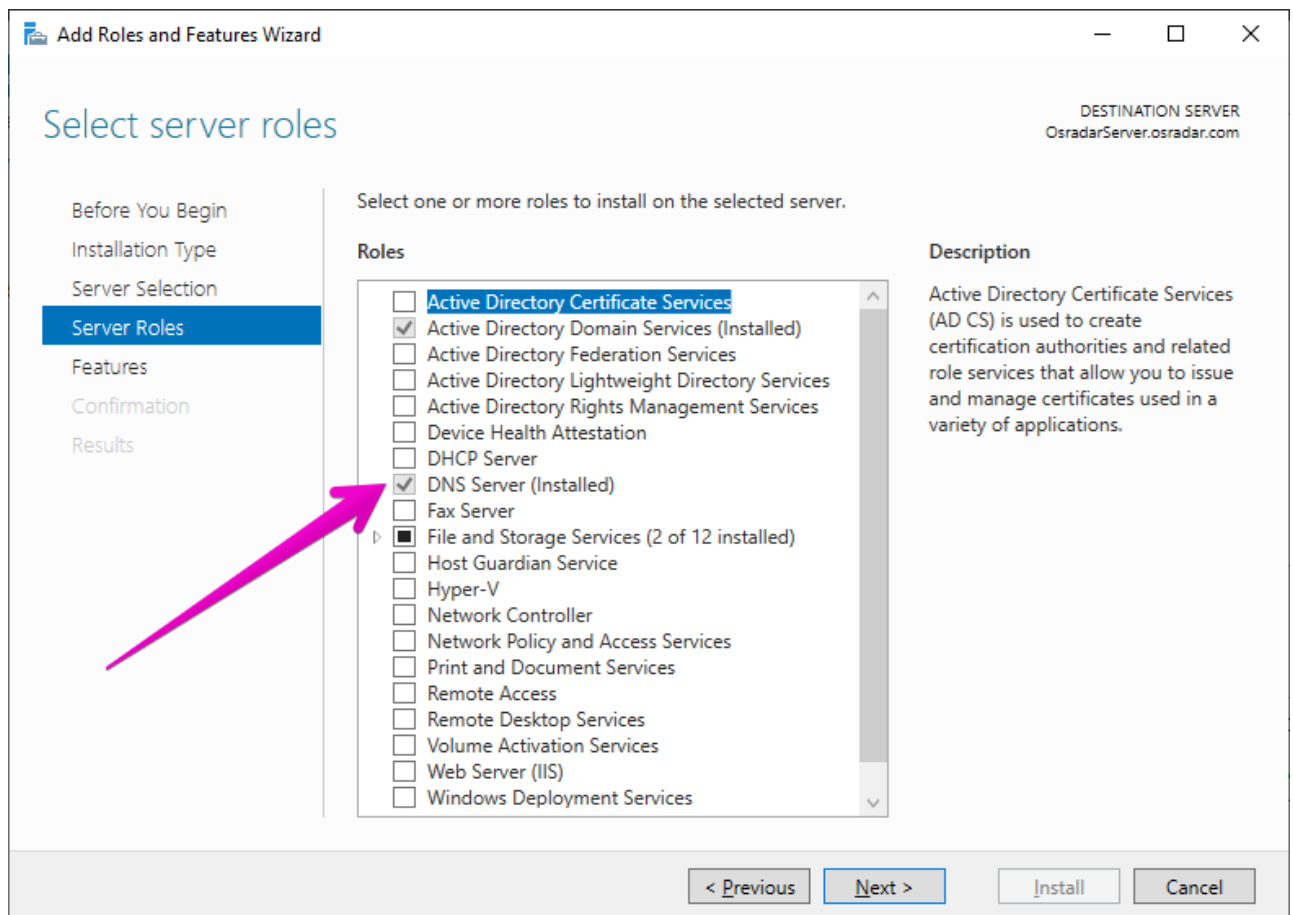 Add Roles and Features Wizard
Select server roles
DESTINATION SERVER
OsradarServer.osradar.com
Before You Begin
Installation Type
Server Selection
Server Roles
Features
Confirmation
Results
Select one or more roles to install on the selected server.
Roles
Active Directory Certificate Services
Active Directory Domain Services (Installed)
Active Directory Federation Services
Active Directory Lightweight Directory Services
Active Directory Rights Management Services
Device Health Attestation
DHCP Server
DNS Server (Installed)
Fax Server
File and Storage Services (2 of 12 installed)
Host Guardian Service
Hyper-V
Network Controller
Network Policy and Access Services
Print and Document Services
Remote Access
Remote Desktop Services
Volume Activation Services
Web Server (IIS)
Windows Deployment Services
Description
Active Directory Certificate Services
(AD CS) is used to create
certification authorities and related
role services that allow you to issue
and manage certificates used in a
variety of applications.
< Previous
Next >
Install
Cancel